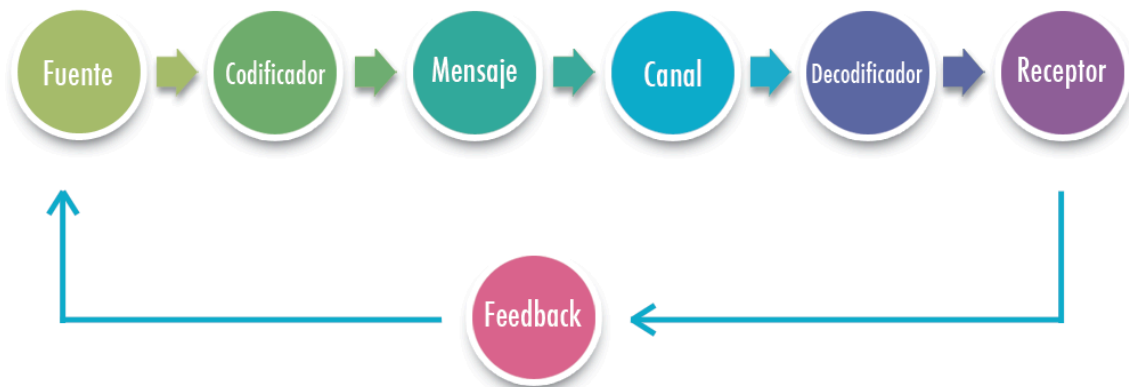 Fuente
Codificador
Mensaje
Canal
Decodificador
Receptor
Feedback